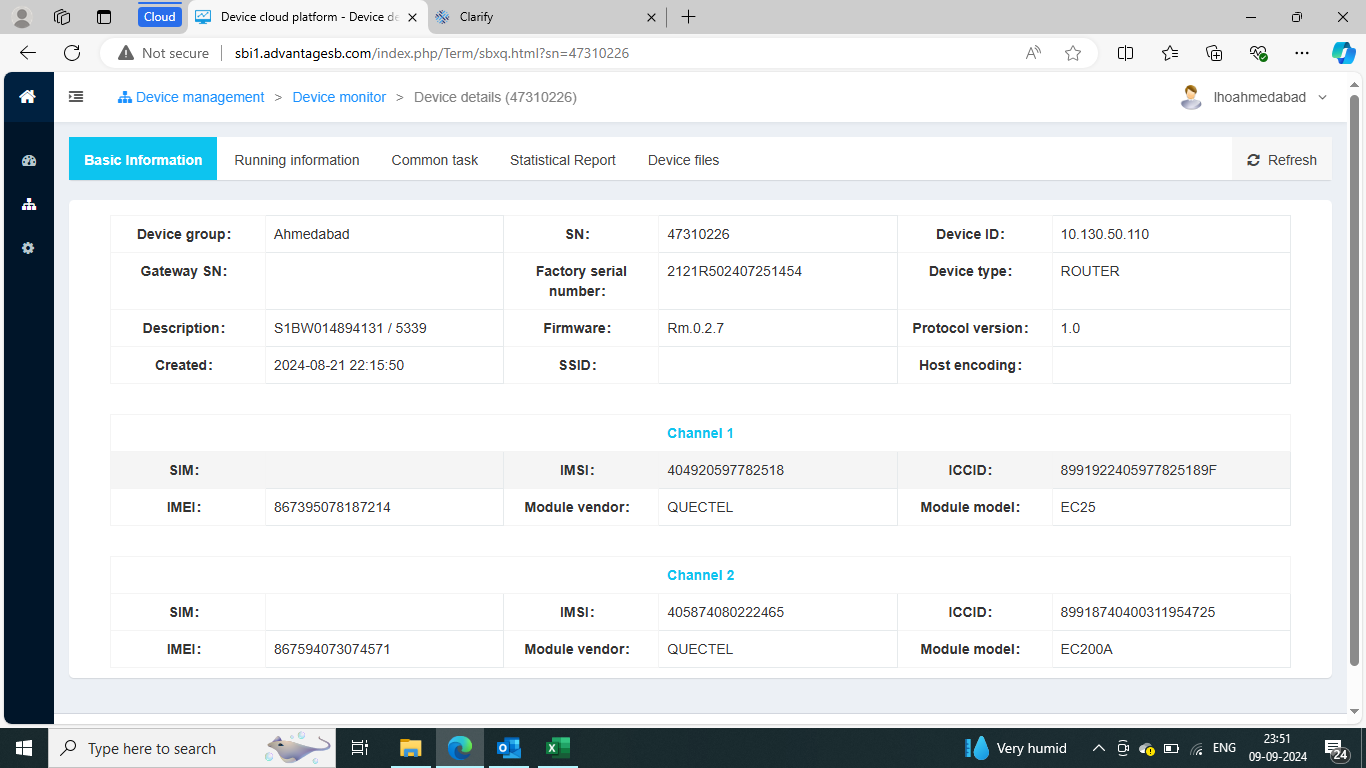 Cloud
Device cloud platform - Device de
Clarify
Not secure
sbi1.advantagesb.com/index.php/Term/sbxq.html?sn=47310226
Device management > Device monitor > Device details (47310226)
lhoahmedabad
Basic Information
Running information
Common task
Statistical Report
Device files
Refresh
Device group: Ahmedabad SN: 47310226 Device ID: 10.130.50.110
Gateway SN: Factory serial number: 2121R502407251454 Device type: ROUTER
Description: S1BW014894131 / 5339 Firmware: Rm.0.2.7 Protocol version: 1.0
Created: 2024-08-21 22:15:50 SSID: Host encoding:
Channel 1
SIM: IMSI: 404920597782518 ICCID: 8991922405977825189F
IMEI: 867395078187214 Module vendor: QUECTEL Module model: EC25
Channel 2
SIM: IMSI: 405874080222465 ICCID: 89918740400311954725
IMEI: 867594073074571 Module vendor: QUECTEL Module model: EC200A
Type here to search
Very humid
ENG
23:51
09-09-2024
24